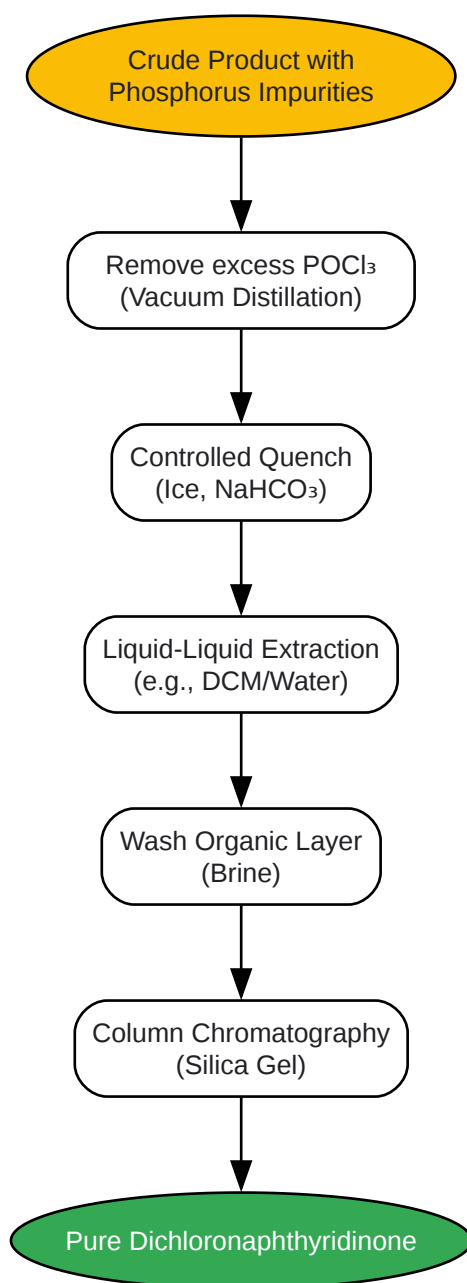 Crude Product with
Phosphorus Impurities
Remove excess POCl₃
(Vacuum Distillation)
Controlled Quench
(Ice, NaHCO₃)
Liquid-Liquid Extraction
(e.g., DCM/Water)
Wash Organic Layer
(Brine)
Column Chromatography
(Silica Gel)
Pure Dichloronaphthyridinone